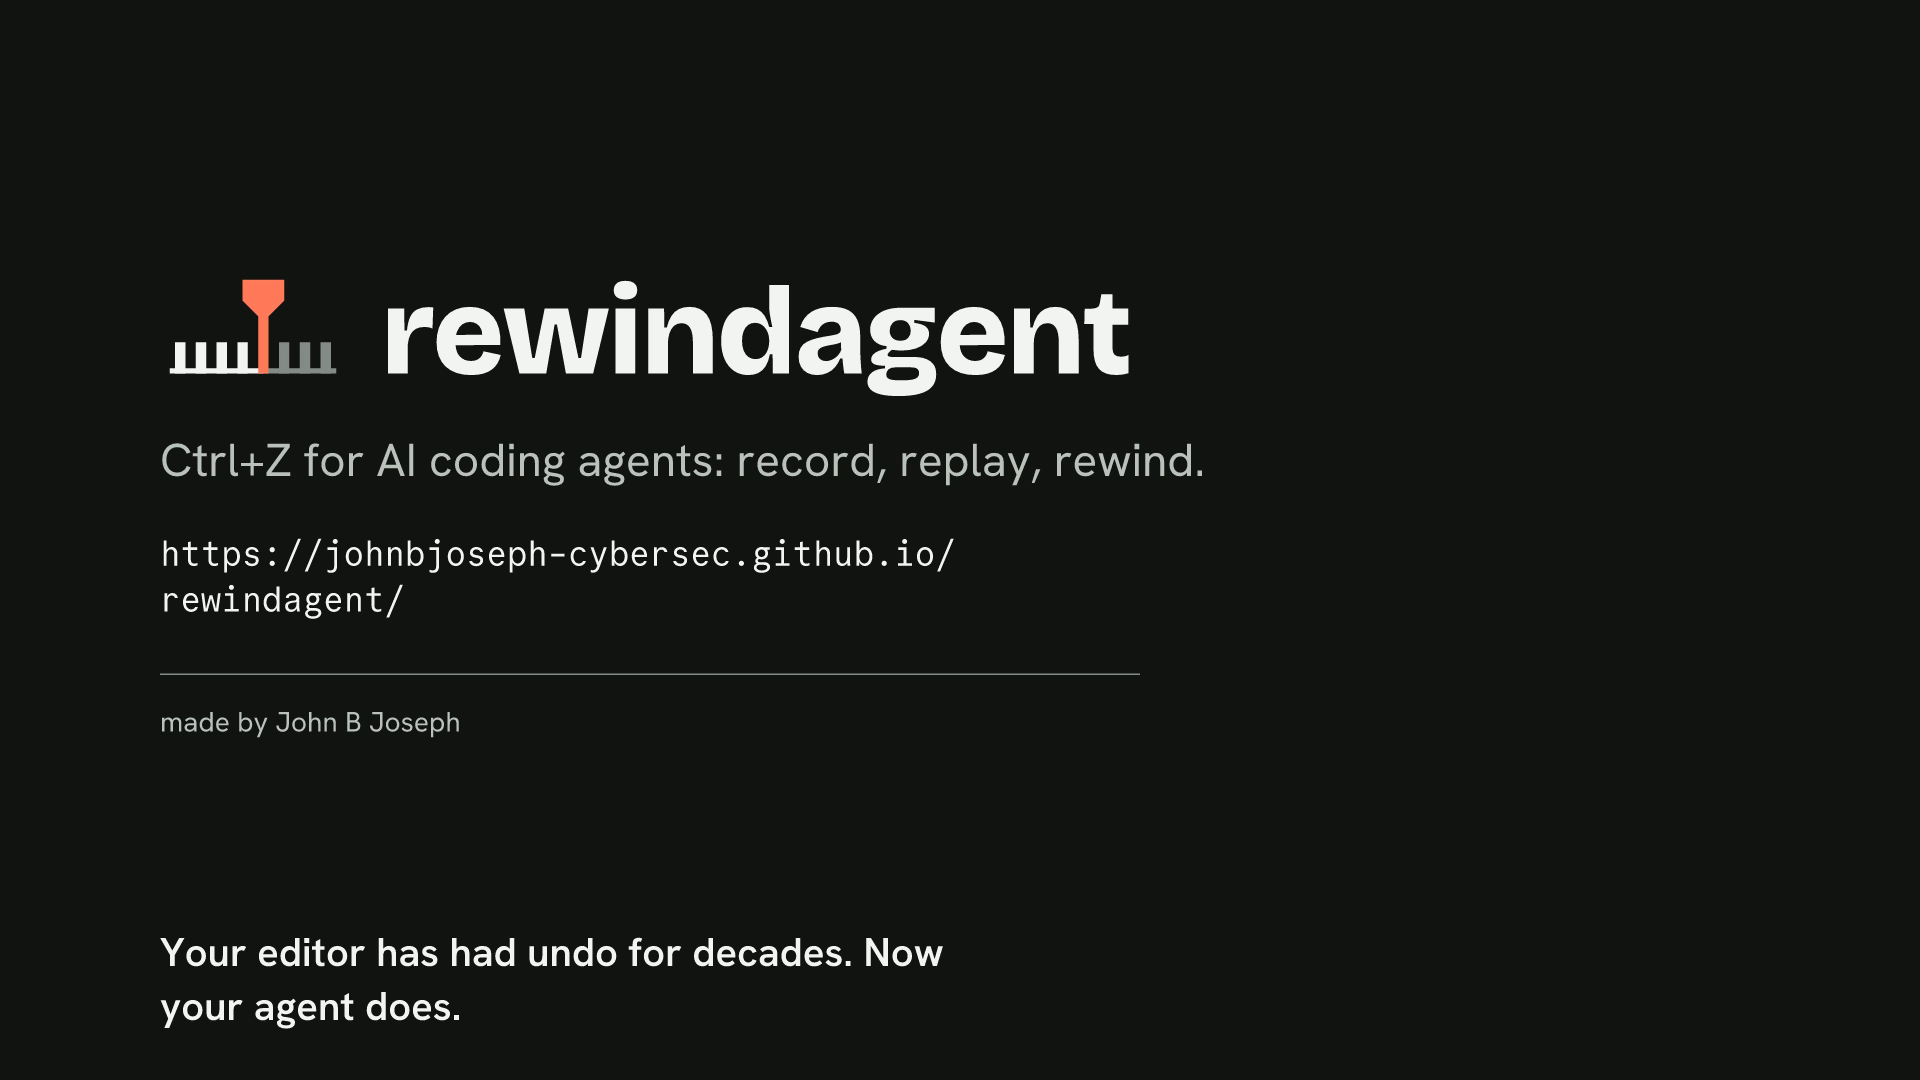 rewindagent
Ctrl+Z for AI coding agents: record, replay, rewind.
https://johnbjoseph-cybersec.github.io/
rewindagent/
made by John B Joseph
Your editor has had undo for decades. Now
your agent does.